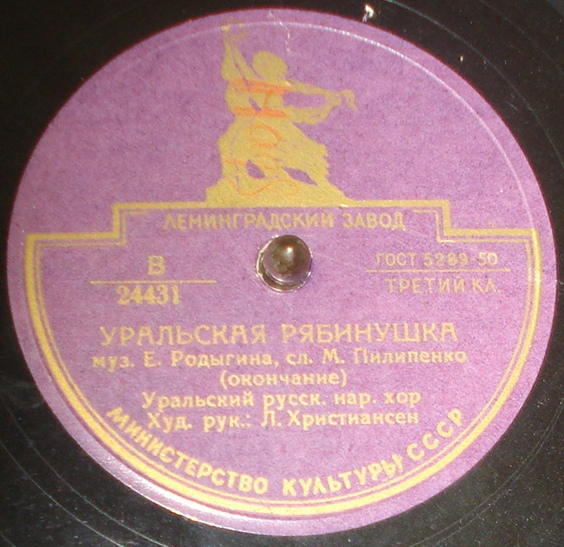 ЛЕНИНГРАДСКИЙ ЗАВОД
В
24431
ГОСТ 5289-50
ТРЕТИЙ КЛ.
УРАЛЬСКАЯ РЯБИНУШКА
муз. Е. Родыгина, сл. М. Пилипенко
(окончание)
Уральский русск. нар. хор
Худ. рук.: Л. Христиансен
МИНИСТЕРСТВО КУЛЬТУРЫ СССР